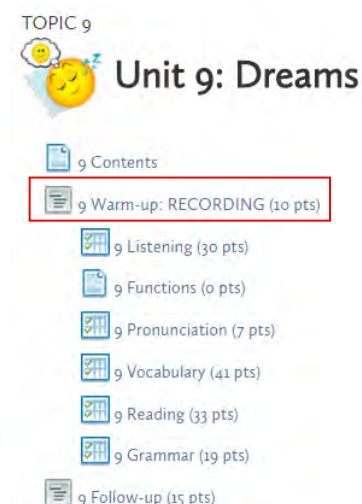 TOPIC 9
Unit 9: Dreams
9 Contents
9 Warm-up: RECORDING (10 pts)
9 Listening (30 pts)
9 Functions (0 pts)
9 Pronunciation (7 pts)
9 Vocabulary (41 pts)
9 Reading (33 pts)
9 Grammar (19 pts)
9 Follow-up (15 pts)